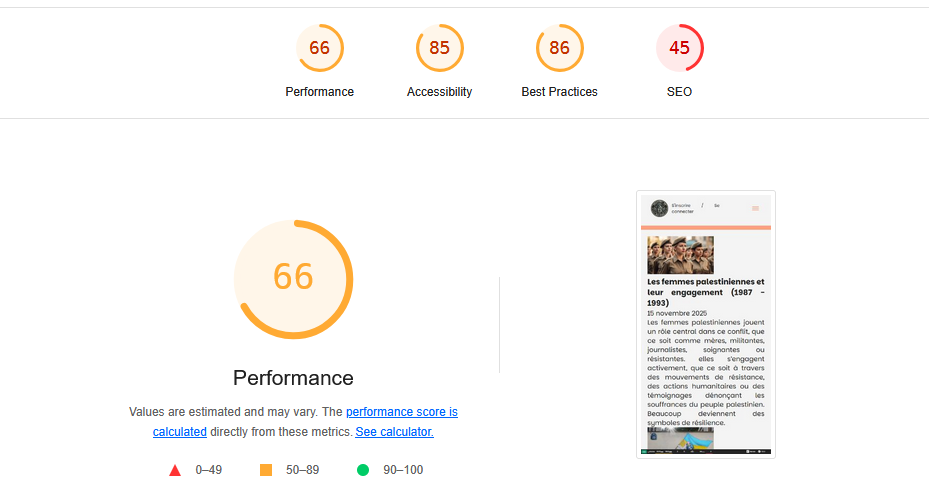 66
85
86
45
Performance
Accessibility
Best Practices
SEO
66
Performance
Values are estimated and may vary. The performance score is
calculated directly from these metrics. See calculator.
0–49
50–89
90–100
S'inscrire / Se
connecter
Les femmes palestiniennes et
leur engagement (1987 -
1993)
15 novembre 2025
Les femmes palestiniennes jouent
un rôle central dans ce conflit, que
ce soit comme mères, militantes,
journalistes, soignantes ou
résistantes. elles s'engagent
activement, que ce soit à travers
des mouvements de résistance,
des actions humanitaires ou des
témoignages dénonçant les
souffrances du peuple palestinien.
Beaucoup deviennent des
symboles de résilience.